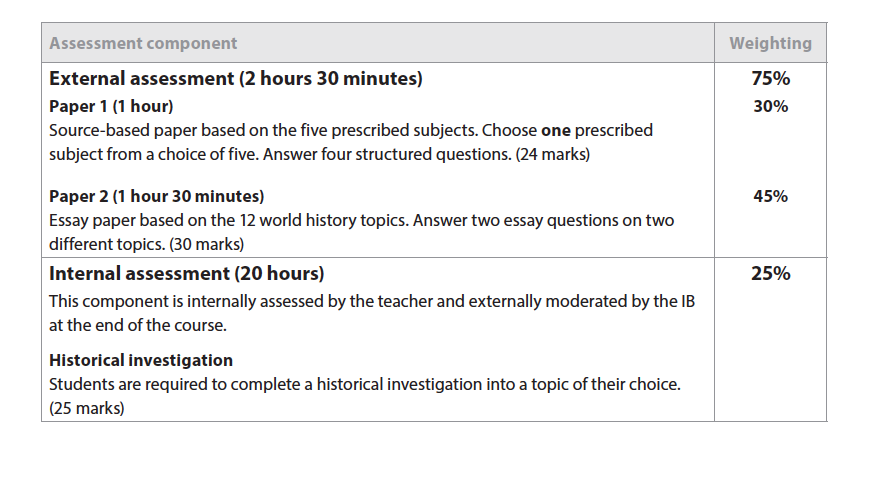 Assessment component Weighting
External assessment (2 hours 30 minutes) 75%
Paper 1 (1 hour) 30%
Source-based paper based on the five prescribed subjects. Choose one prescribed
subject from a choice of five. Answer four structured questions. (24 marks)
Paper 2 (1 hour 30 minutes) 45%
Essay paper based on the 12 world history topics. Answer two essay questions on two
different topics. (30 marks)
Internal assessment (20 hours) 25%
This component is internally assessed by the teacher and externally moderated by the IB
at the end of the course.
Historical investigation
Students are required to complete a historical investigation into a topic of their choice.
(25 marks)